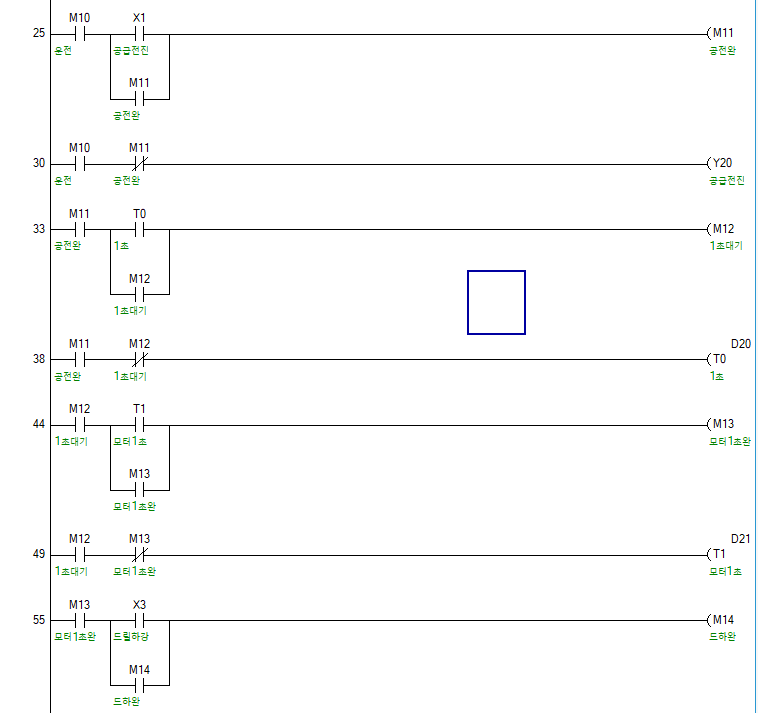 M10 X1
25 M11
운전 공급전진 공전완
M11
공전완
M10 M11
30 Y20
운전 공전완 공급전진
M11 T0
33 M12
공전완 1초 1초대기
M12
1초대기
M11 M12 D20
38 T0
공전완 1초대기 1초
M12 T1
44 M13
1초대기 모터1초 모터1초완
M13
모터1초완
M12 M13 D21
49 T1
1초대기 모터1초완 모터1초
M13 X3
55 M14
모터1초완 드릴하강 드하완
M14
드하완